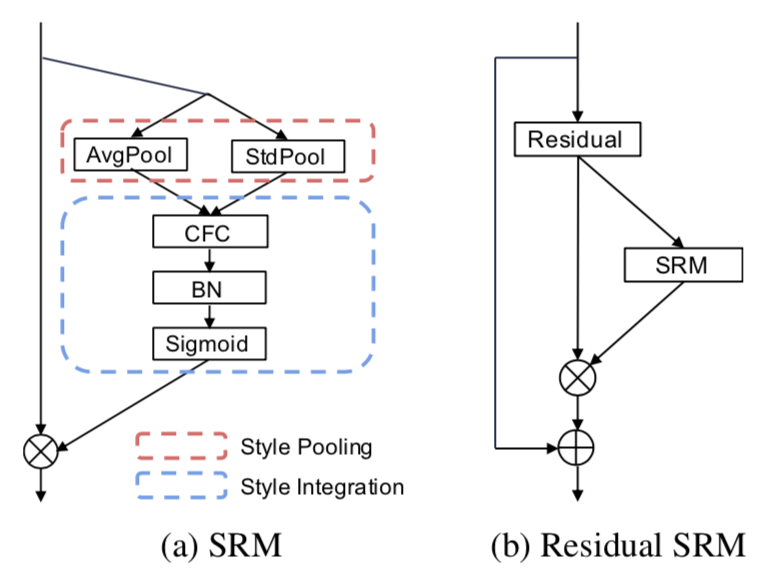 AvgPool
StdPool
CFC
BN
Sigmoid
Style Pooling
Style Integration
(a) SRM
Residual
SRM
(b) Residual SRM